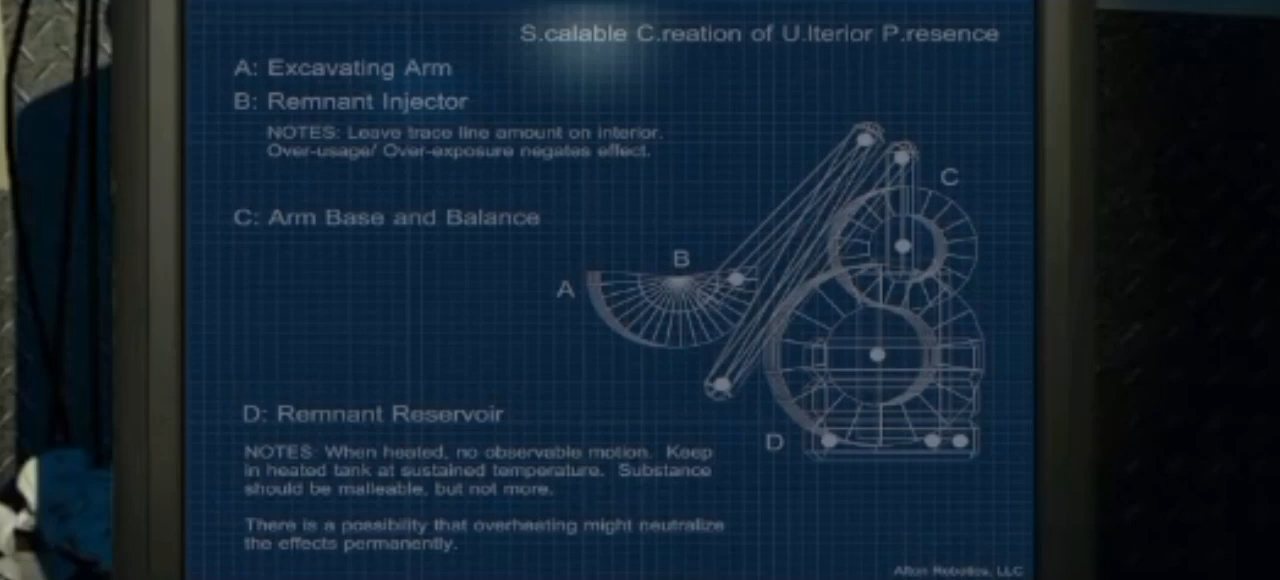 S.calable C.reation of U.lterior P.resence
A: Excavating Arm
B: Remnant Injector
NOTES: Leave trace line amount on interior.
Over-usage/ Over-exposure negates effect.
C
C: Arm Base and Balance
B
A
D: Remnant Reservoir
D
NOTES: When heated, no observable motion. Keep
in heated tank at sustained temperature. Substance
should be malleable, but not more.
There is a possibility that overheating might neutralize
the effects permanently.
Afton Robotics, LLC